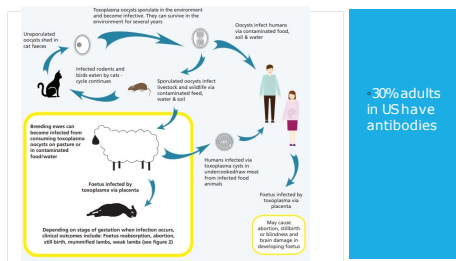 Toxoplasma oocysts sporulate in the environment
and become infective. They can survive in the
environment for several years
Unsporulated
oocysts shed in
cat faeces
Oocysts infect humans
via contaminated food,
soil & water
Infected rodents and
birds eaten by cats -
cycle continues
Sporulated oocysts infect
livestock and wildlife via
contaminated feed,
water & soil
Breeding ewes can
become infected from
consuming toxoplasma
oocysts on pasture or
in contaminated
food/water
Humans infected via
toxoplasma cysts in
undercooked/raw meat
from infected food
animals
Foetus infected by
toxoplasma via placenta
Foetus infected by
toxoplasma via
placenta
Depending on stage of gestation when infection occurs,
clinical outcomes include: Foetus reabsorption, abortion,
still birth, mummified lambs, weak lambs (see figure 2)
May cause
abortion, stillbirth
or blindness and
brain damage in
developing foetus
◦30% adults
in US have
antibodies